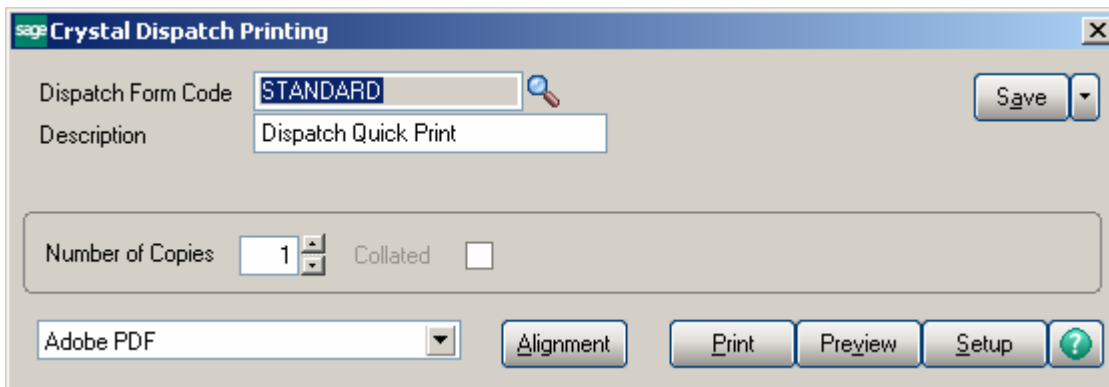 sage Crystal Dispatch Printing
Dispatch Form Code STANDARD Save
Description Dispatch Quick Print
Number of Copies 1 Collated
Adobe PDF Alignment Print Preview Setup ?